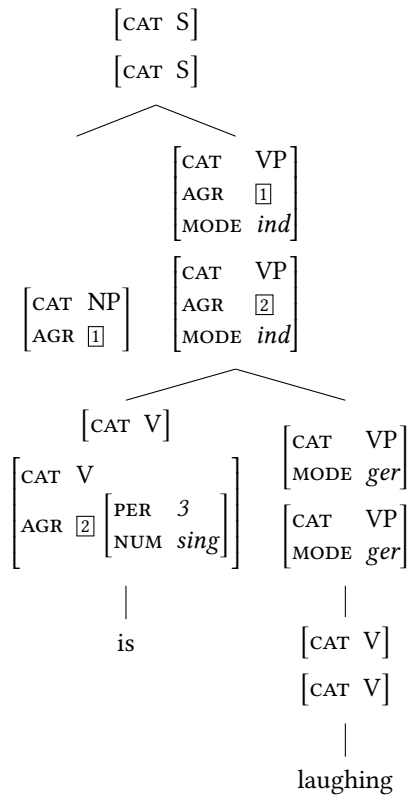 [CAT S]
[CAT S]
[CAT VP
AGR 1
MODE ind]
[CAT NP
AGR 1]
[CAT VP
AGR 2
MODE ind]
[CAT V]
[CAT V
AGR 2 [PER 3
NUM sing]]
is
[CAT VP
MODE ger]
[CAT VP
MODE ger]
[CAT V]
[CAT V]
laughing